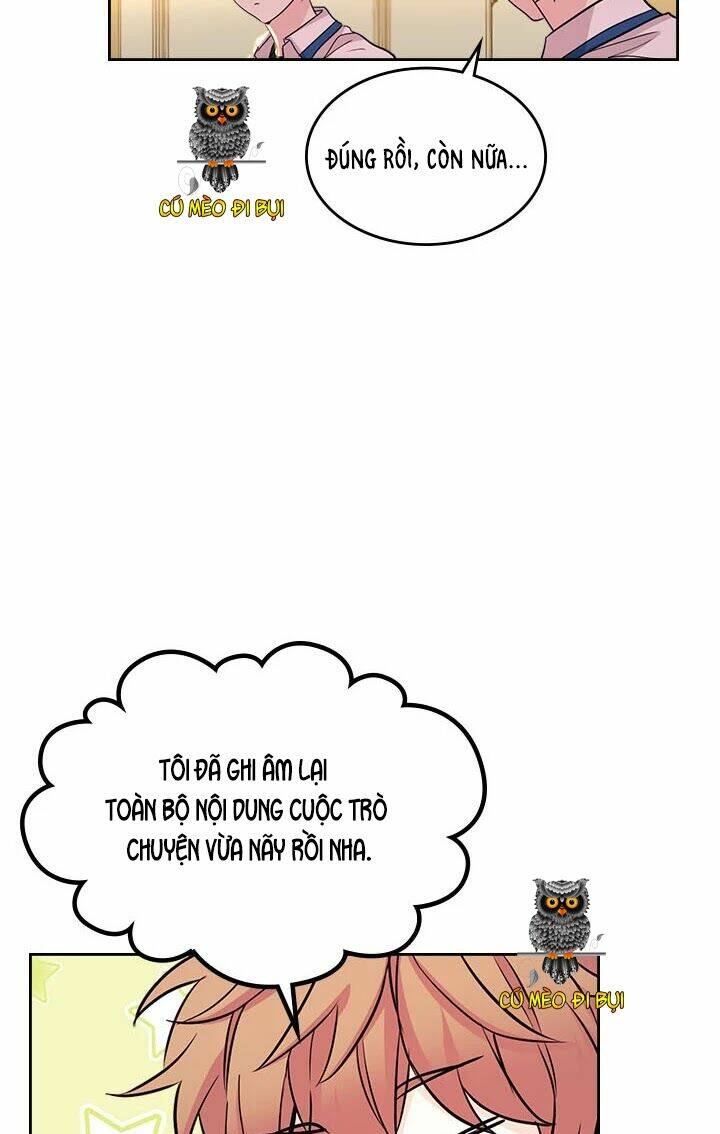 ĐÚNG RỒI, CÒN NỮA...
CÚ MÈO ĐI BỤI
TÔI ĐÃ GHI ÂM LẠI
TOÀN BỘ NỘI DUNG CUỘC TRÒ
CHUYỆN VỪA NÃY RỒI NHA.
CÚ MÈO ĐI BỤI